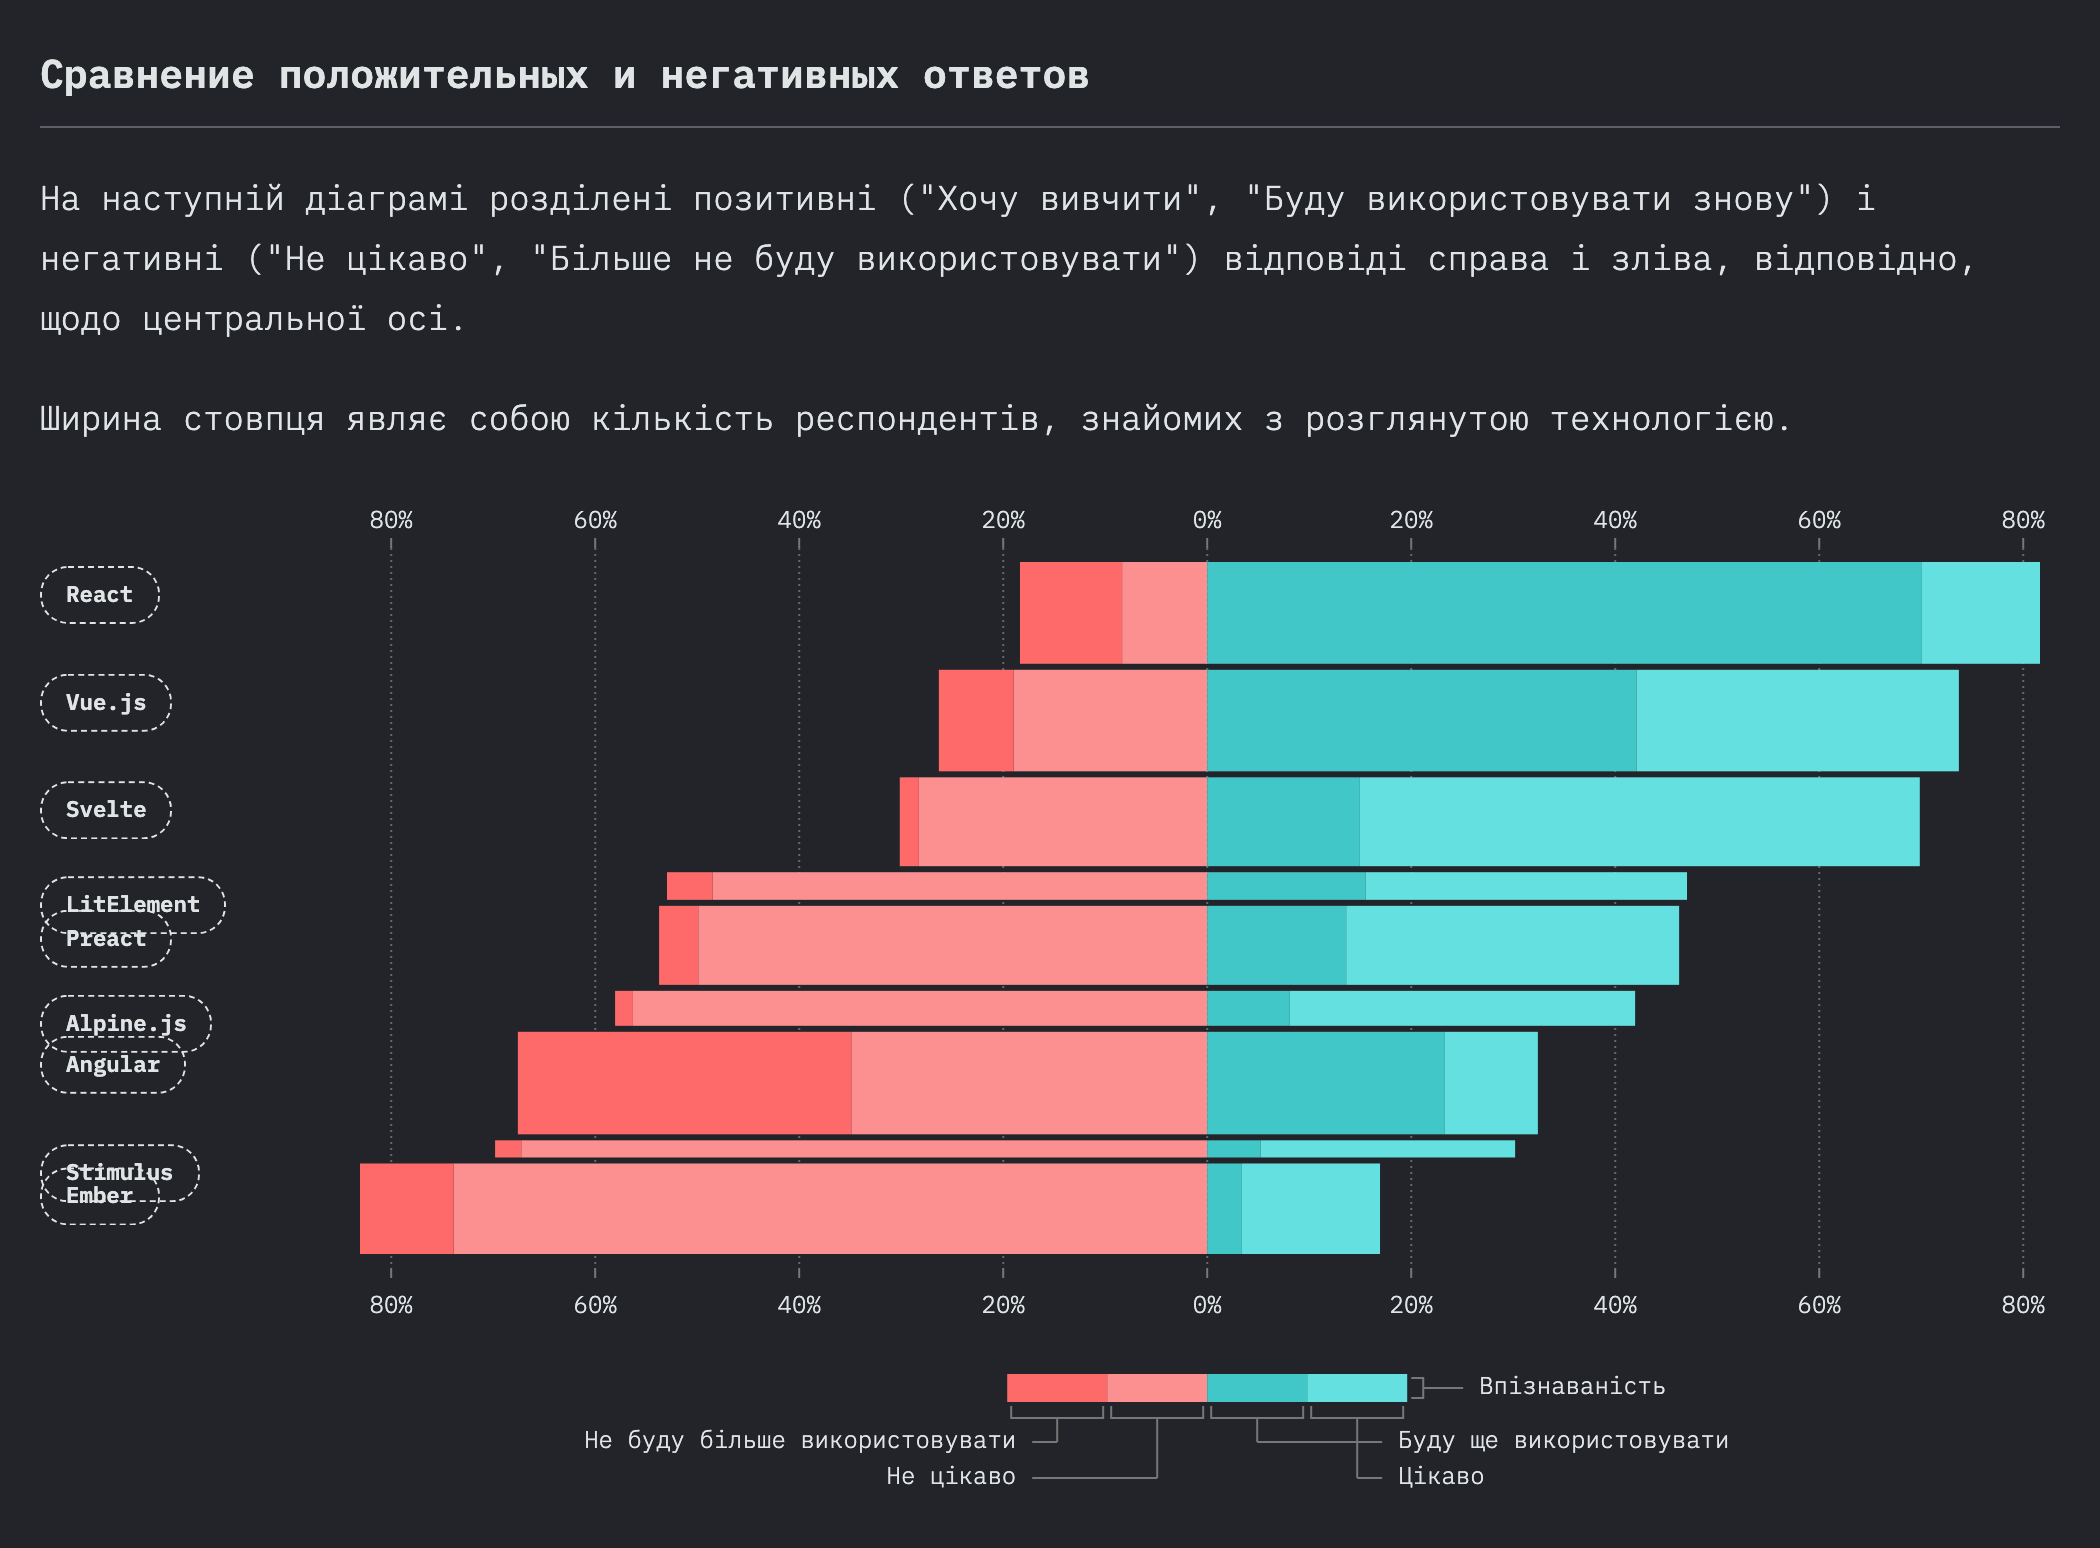 Сравнение положительных и негативных ответов
На наступній діаграмі розділені позитивні ("Хочу вивчити", "Буду використовувати знову") і
негативні ("Не цікаво", "Більше не буду використовувати") відповіді справа і зліва, відповідно,
щодо центральної осі.
Ширина стовпця являє собою кількість респондентів, знайомих з розглянутою технологією.
80% 60% 40% 20% 0% 20% 40% 60% 80%
React
Vue.js
Svelte
LitElement
Preact
Alpine.js
Angular
Stimulus
Ember
80% 60% 40% 20% 0% 20% 40% 60% 80%
Впізнаваність
Не буду більше використовувати
Буду ще використовувати
Не цікаво
Цікаво